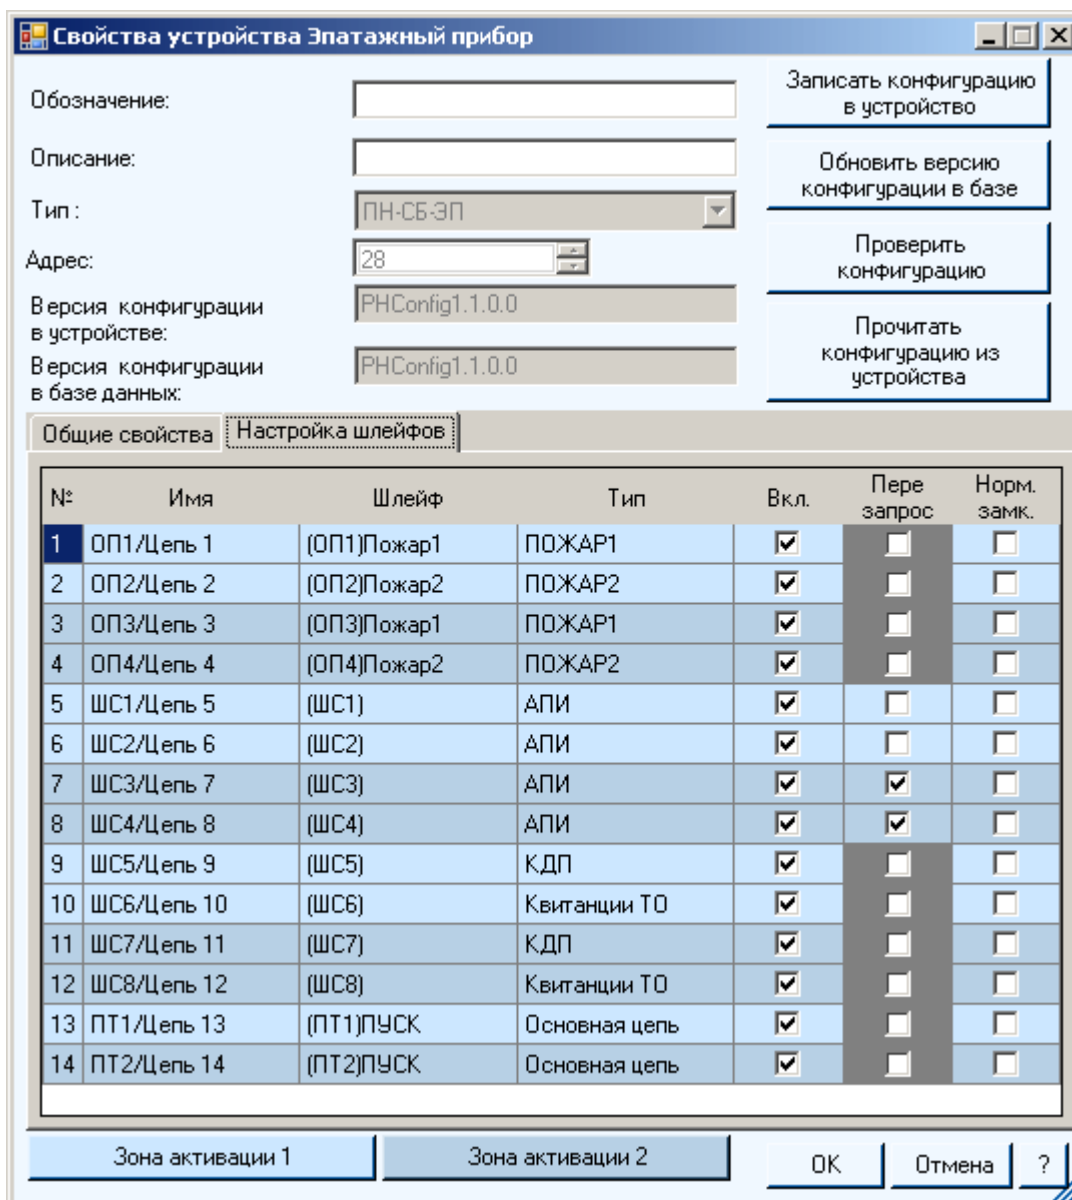 Свойства устройства Эпатажный прибор
Обозначение:
Записать конфигурацию
в устройство
Описание:
Обновить версию
конфигурации в базе
Тип :
ПН-СБ-ЭП
Адрес:
28
Проверить
конфигурацию
Версия конфигурации
в устройстве:
PHConfig1.1.0.0
Прочитать
конфигурацию из
устройства
Версия конфигурации
в базе данных:
PHConfig1.1.0.0
Общие свойства Настройка шлейфов
№ Имя Шлейф Тип Вкл. Пере запрос Норм. замк.
1 ОП1/Цепь 1 (ОП1)Пожар1 ПОЖАР1
2 ОП2/Цепь 2 (ОП2)Пожар2 ПОЖАР2
3 ОП3/Цепь 3 (ОП3)Пожар1 ПОЖАР1
4 ОП4/Цепь 4 (ОП4)Пожар2 ПОЖАР2
5 ШС1/Цепь 5 (ШС1) АПИ
6 ШС2/Цепь 6 (ШС2) АПИ
7 ШС3/Цепь 7 (ШС3) АПИ
8 ШС4/Цепь 8 (ШС4) АПИ
9 ШС5/Цепь 9 (ШС5) КДП
10 ШС6/Цепь 10 (ШС6) Квитанции ТО
11 ШС7/Цепь 11 (ШС7) КДП
12 ШС8/Цепь 12 (ШС8) Квитанции ТО
13 ПТ1/Цепь 13 (ПТ1)ПУСК Основная цепь
14 ПТ2/Цепь 14 (ПТ2)ПУСК Основная цепь
Зона активации 1 Зона активации 2 OK Отмена ?